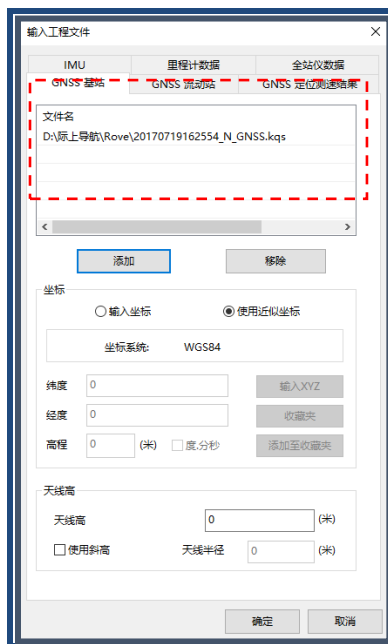 输入工程文件
IMU 里程计数据 全站仪数据
GNSS 基站 GNSS 流动站 GNSS 定位测速结果
文件名
D:\际上导航\Rove\20170719162554_N_GNSS.kqs
添加 移除
坐标
输入坐标 使用近似坐标
坐标系统: WGS84
纬度 0 输入XYZ
经度 0 收藏夹
高程 0 (米) 度.分秒 添加至收藏夹
天线高
天线高 0 (米)
使用斜高 天线半径 0 (米)
确定 取消